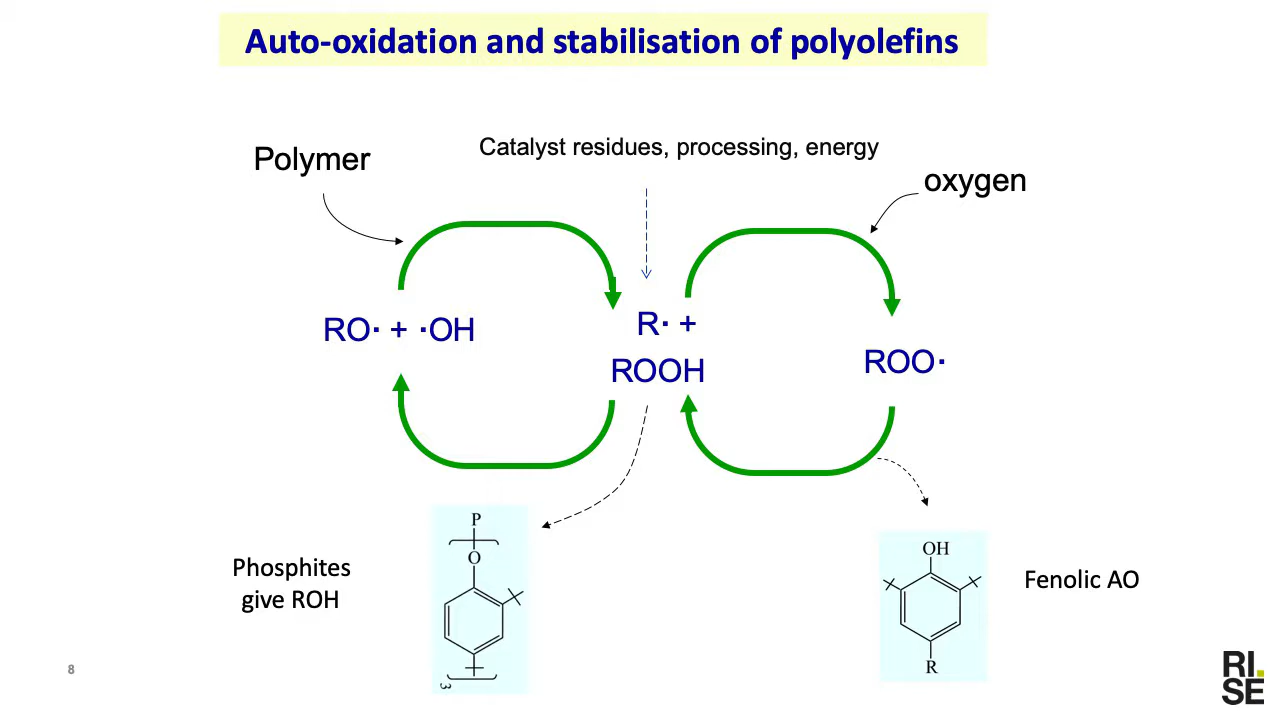 Auto-oxidation and stabilisation of polyolefins
Polymer
Catalyst residues, processing, energy
oxygen
RO· + ·OH
R· +
ROOH
ROO·
Phosphites
give ROH
P
O
3
OH
R
Fenolic AO
8
RI.
SE